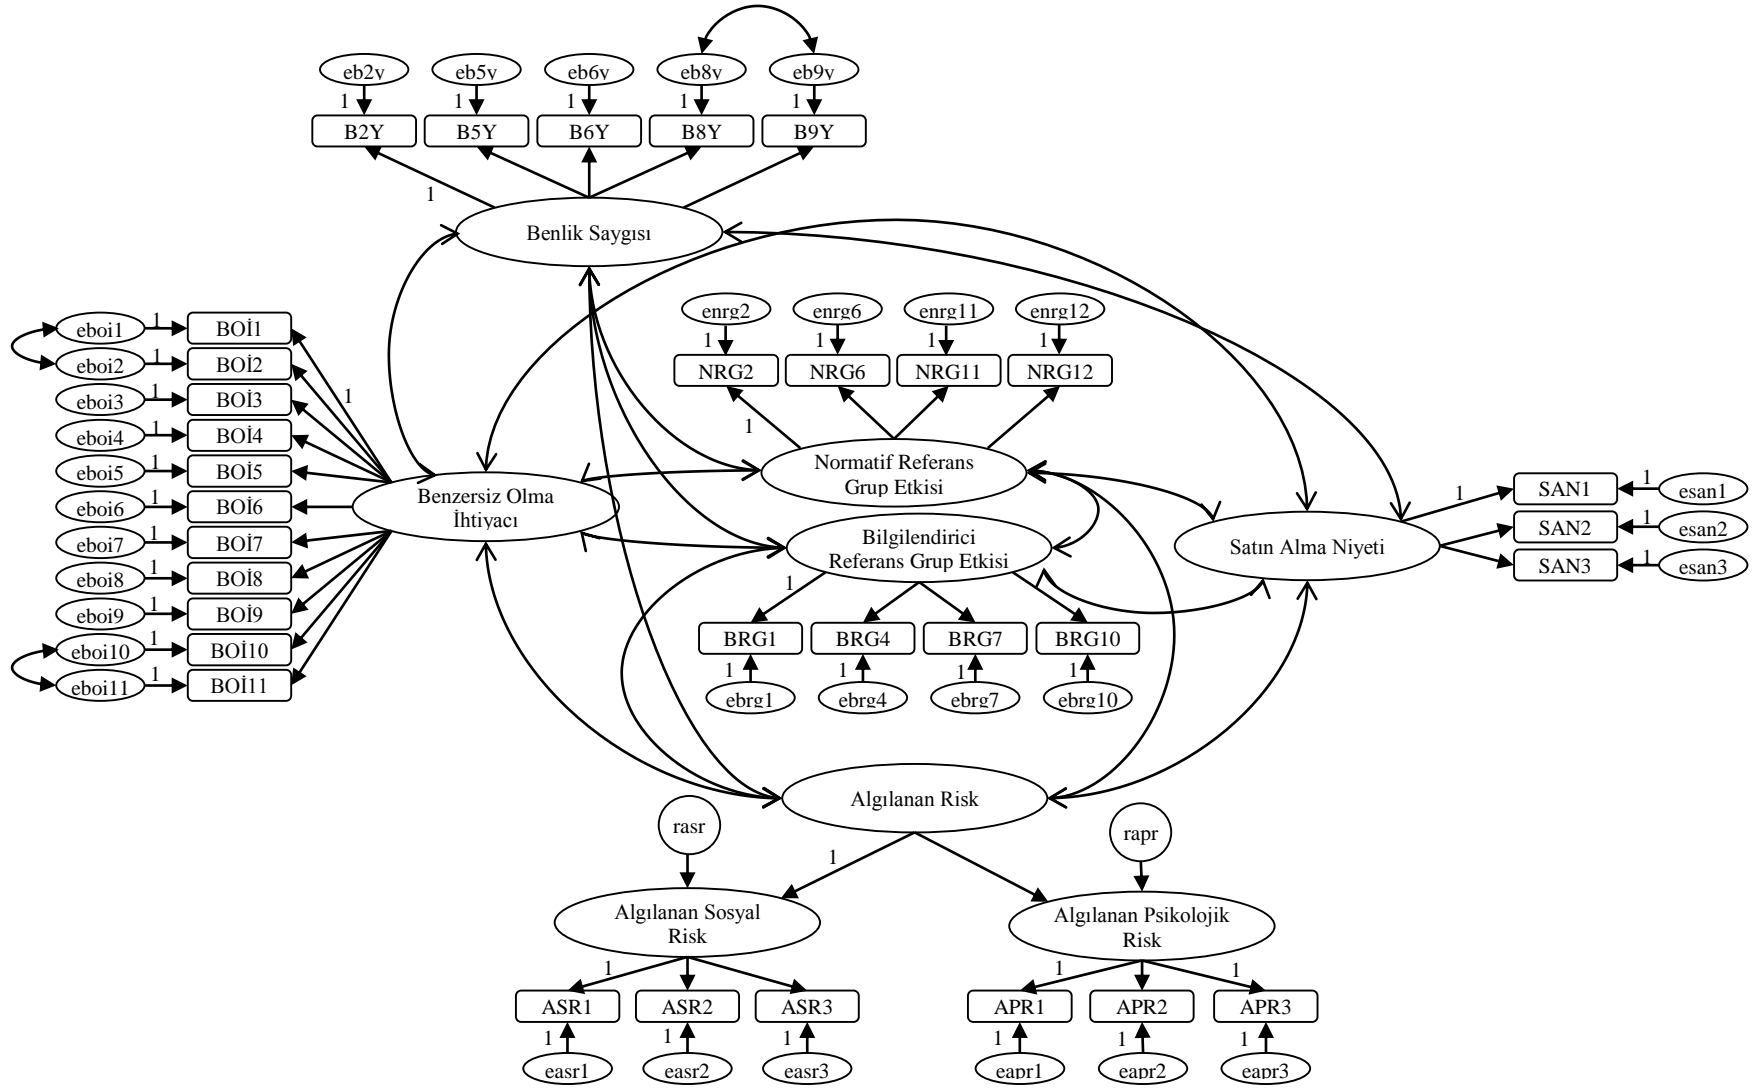 eb2y eb5y eb6y eb8y eb9y
1 1 1 1 1
B2Y B5Y B6Y B8Y B9Y
1
Benlik Saygısı
eboi1 1 BOİ1
eboi2 1 BOİ2
eboi3 1 BOİ3
eboi4 1 BOİ4
eboi5 1 BOİ5
eboi6 1 BOİ6
eboi7 1 BOİ7
eboi8 1 BOİ8
eboi9 1 BOİ9
eboi10 1 BOİ10
eboi11 1 BOİ11
1
Benzersiz Olma
İhtiyacı
enrg2 enrg6 enrg11 enrg12
1 1 1 1
NRG2 NRG6 NRG11 NRG12
1
Normatif Referans
Grup Etkisi
Bilgilendirici
Referans Grup Etkisi
1
BRG1 BRG4 BRG7 BRG10
1 1 1 1
ebrg1 ebrg4 ebrg7 ebrg10
Satın Alma Niyeti
1
SAN1 1 esan1
SAN2 1 esan2
SAN3 1 esan3
Algılanan Risk
rasr
rapr
1
Algılanan Sosyal
Risk
Algılanan Psikolojik
Risk
1
1 1
ASR1 ASR2 ASR3
APR1 APR2 APR3
1 1 1
1 1 1
easr1 easr2 easr3
eapr1 eapr2 eapr3